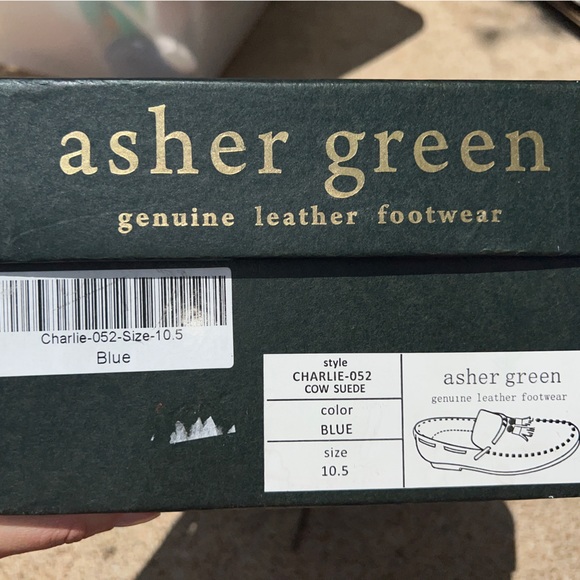 asher green
genuine leather footwear
Charlie-052-Size-10.5
Blue
style
CHARLIE-052
COW SUEDE
color
BLUE
size
10.5
asher green
genuine leather footwear